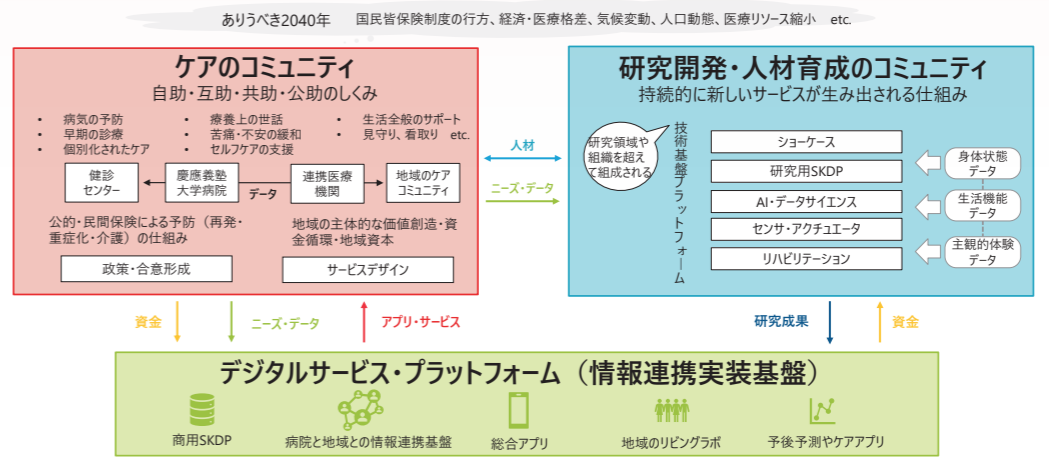 ありうべき2040年 国民皆保険制度の行方、経済・医療格差、気候変動、人口動態、医療リソース縮小 etc.
ケアのコミュニティ
自助・互助・共助・公助のしくみ
• 病気の予防
• 早期の診療
• 個別化されたケア
• 療養上の世話
• 苦痛・不安の緩和
• セルフケアの支援
• 生活全般のサポート
• 見守り、看取り etc.
健診
センター
慶應義塾
大学病院
データ
連携医療
機関
地域のケア
コミュニティ
公的・民間保険による予防（再発・
重症化・介護）の仕組み
地域の主体的な価値創造・資
金循環・地域資本
政策・合意形成
サービスデザイン
人材
ニーズ・データ
研究開発・人材育成のコミュニティ
持続的に新しいサービスが生み出される仕組み
研究領域や
組織を超え
て組成される
技術基盤プラットフォーム
ショーケース
研究用SKDP
AI・データサイエンス
センサ・アクチュエータ
リハビリテーション
身体状態
データ
生活機能
データ
主観的体験
データ
資金
ニーズ・データ
アプリ・サービス
研究成果
資金
デジタルサービス・プラットフォーム（情報連携実装基盤）
商用SKDP
病院と地域との情報連携基盤
総合アプリ
地域のリビングラボ
予後予測やケアアプリ